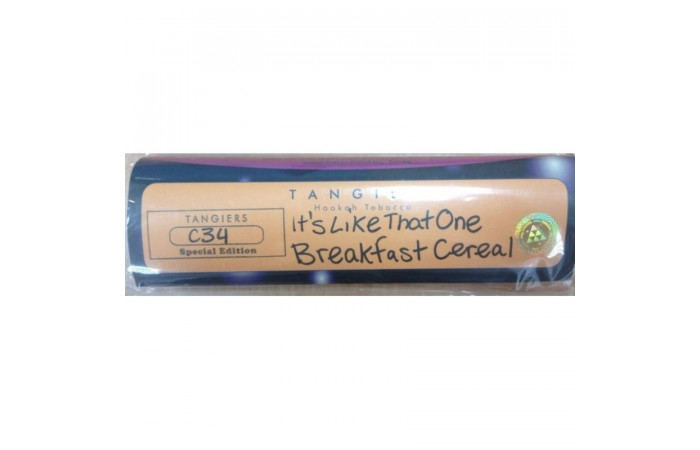 TANGIE
Hookah Tobacco
TANGIERS
C34
Special Edition
it's Like That One
Breakfast Cereal